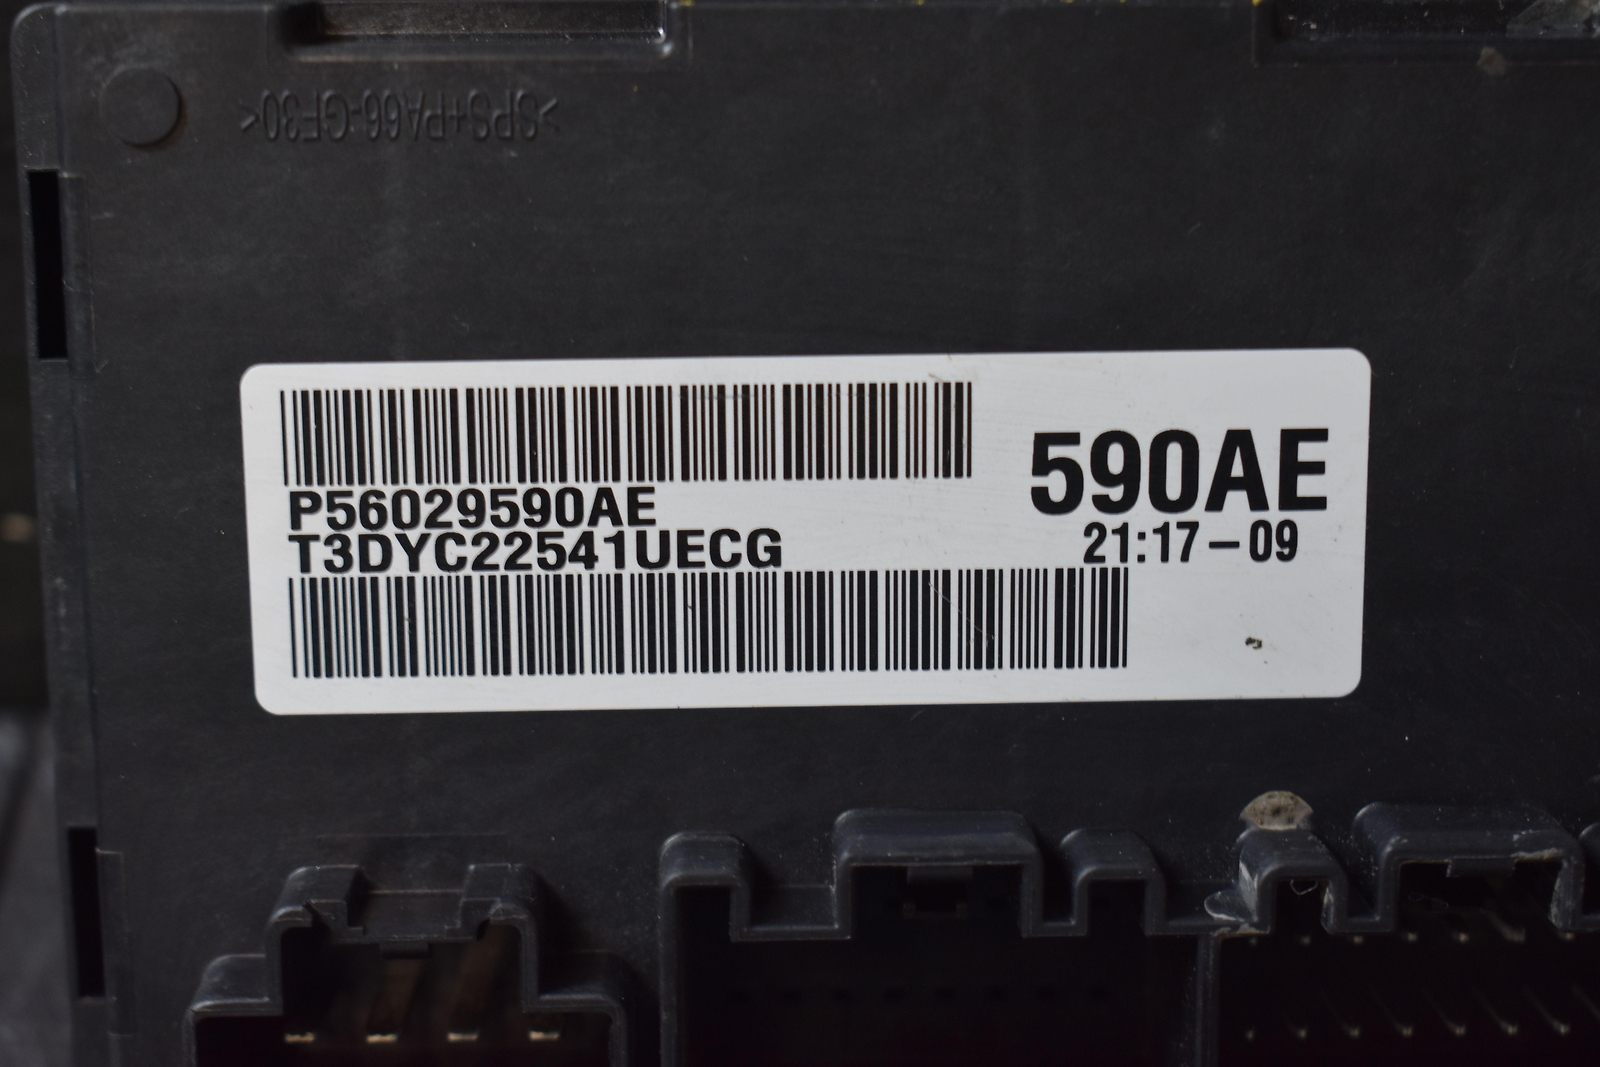 >SPS+PA66-GF30<
P56029590AE
T3DYC22541UECG
590AE
21:17-09